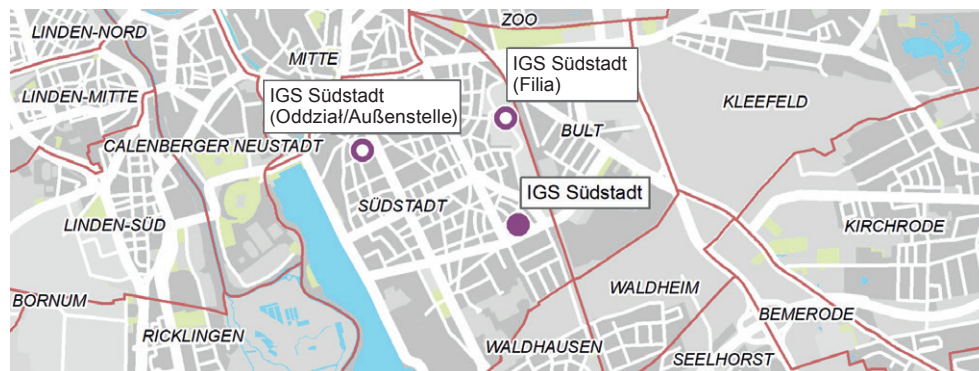 ZOO
LINDEN-NORD
MITTE
IGS Südstadt
(Filia)
IGS Südstadt
(Oddział/Außenstelle)
LINDEN-MITTE
KLEEFELD
BULT
CALENBERGER NEUSTADT
IGS Südstadt
SÜDSTADT
LINDEN-SÜD
KIRCHRODE
WALDHEIM
BORNUM
BEMERODE
RICKLINGEN
WALDHAUSEN
SEELHORST